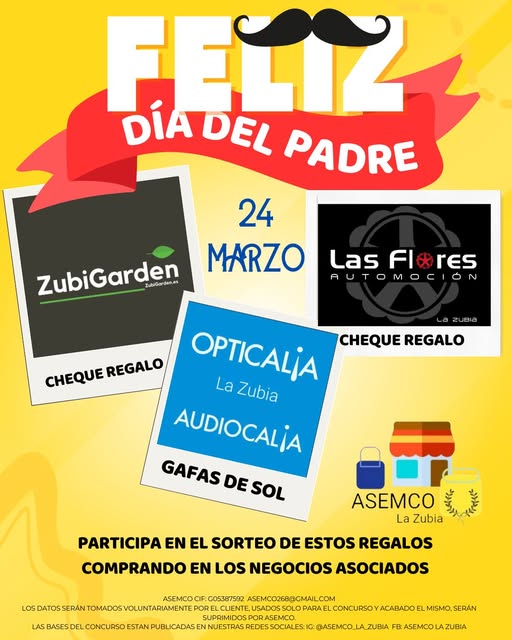 FELIZ
DÍA DEL PADRE
24
MARZO
ZubiGarden
ZubiGarden.es
CHEQUE REGALO
Las Flores
AUTOMOCIÓN
LA ZUBIA
CHEQUE REGALO
OPTICALIA
La Zubia
AUDIOCALIA
GAFAS DE SOL
ASEMCO
La Zubia
PARTICIPA EN EL SORTEO DE ESTOS REGALOS
COMPRANDO EN LOS NEGOCIOS ASOCIADOS
ASEMCO CIF: G05387592 ASEMCO268@GMAIL.COM
LOS DATOS SERÁN TOMADOS VOLUNTARIAMENTE POR EL CLIENTE, USADOS SOLO PARA EL CONCURSO Y ACABADO EL MISMO, SERÁN
SUPRIMIDOS POR ASEMCO.
LAS BASES DEL CONCURSO ESTAN PUBLICADAS EN NUESTRAS REDES SOCIALES: IG: @ASEMCO_LA_ZUBIA FB: ASEMCO LA ZUBIA